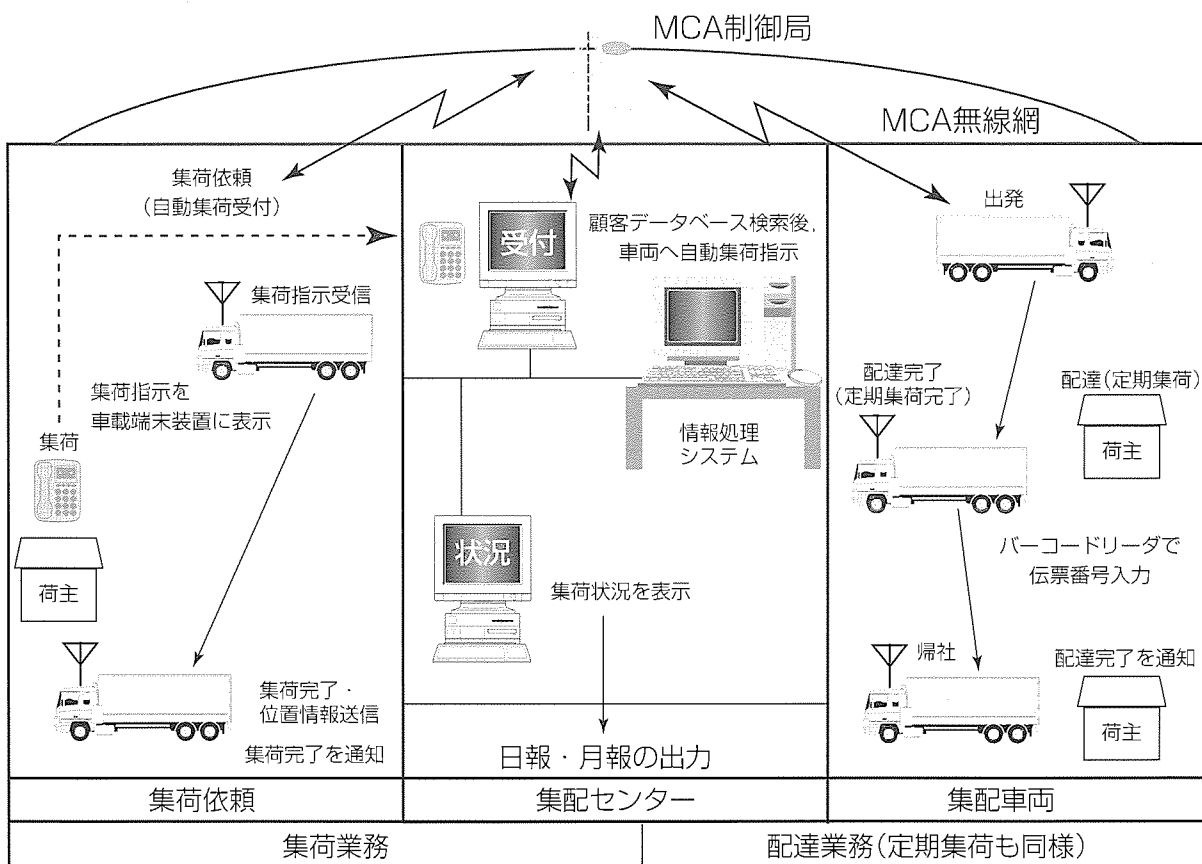 MCA制御局
MCA無線網
集荷依頼
(自動集荷受付)
集荷指示受信
集荷指示を
車載端末装置に表示
集荷
荷主
集荷完了・
位置情報送信
集荷完了を通知
受付
顧客データベース検索後,
車両へ自動集荷指示
情報処理
システム
状況
集荷状況を表示
日報・月報の出力
出発
配達完了
(定期集荷完了)
配達(定期集荷)
荷主
バーコードリーダで
伝票番号入力
帰社
配達完了を通知
荷主
集荷依頼
集配センター
集配車両
集荷業務
配達業務(定期集荷も同様)